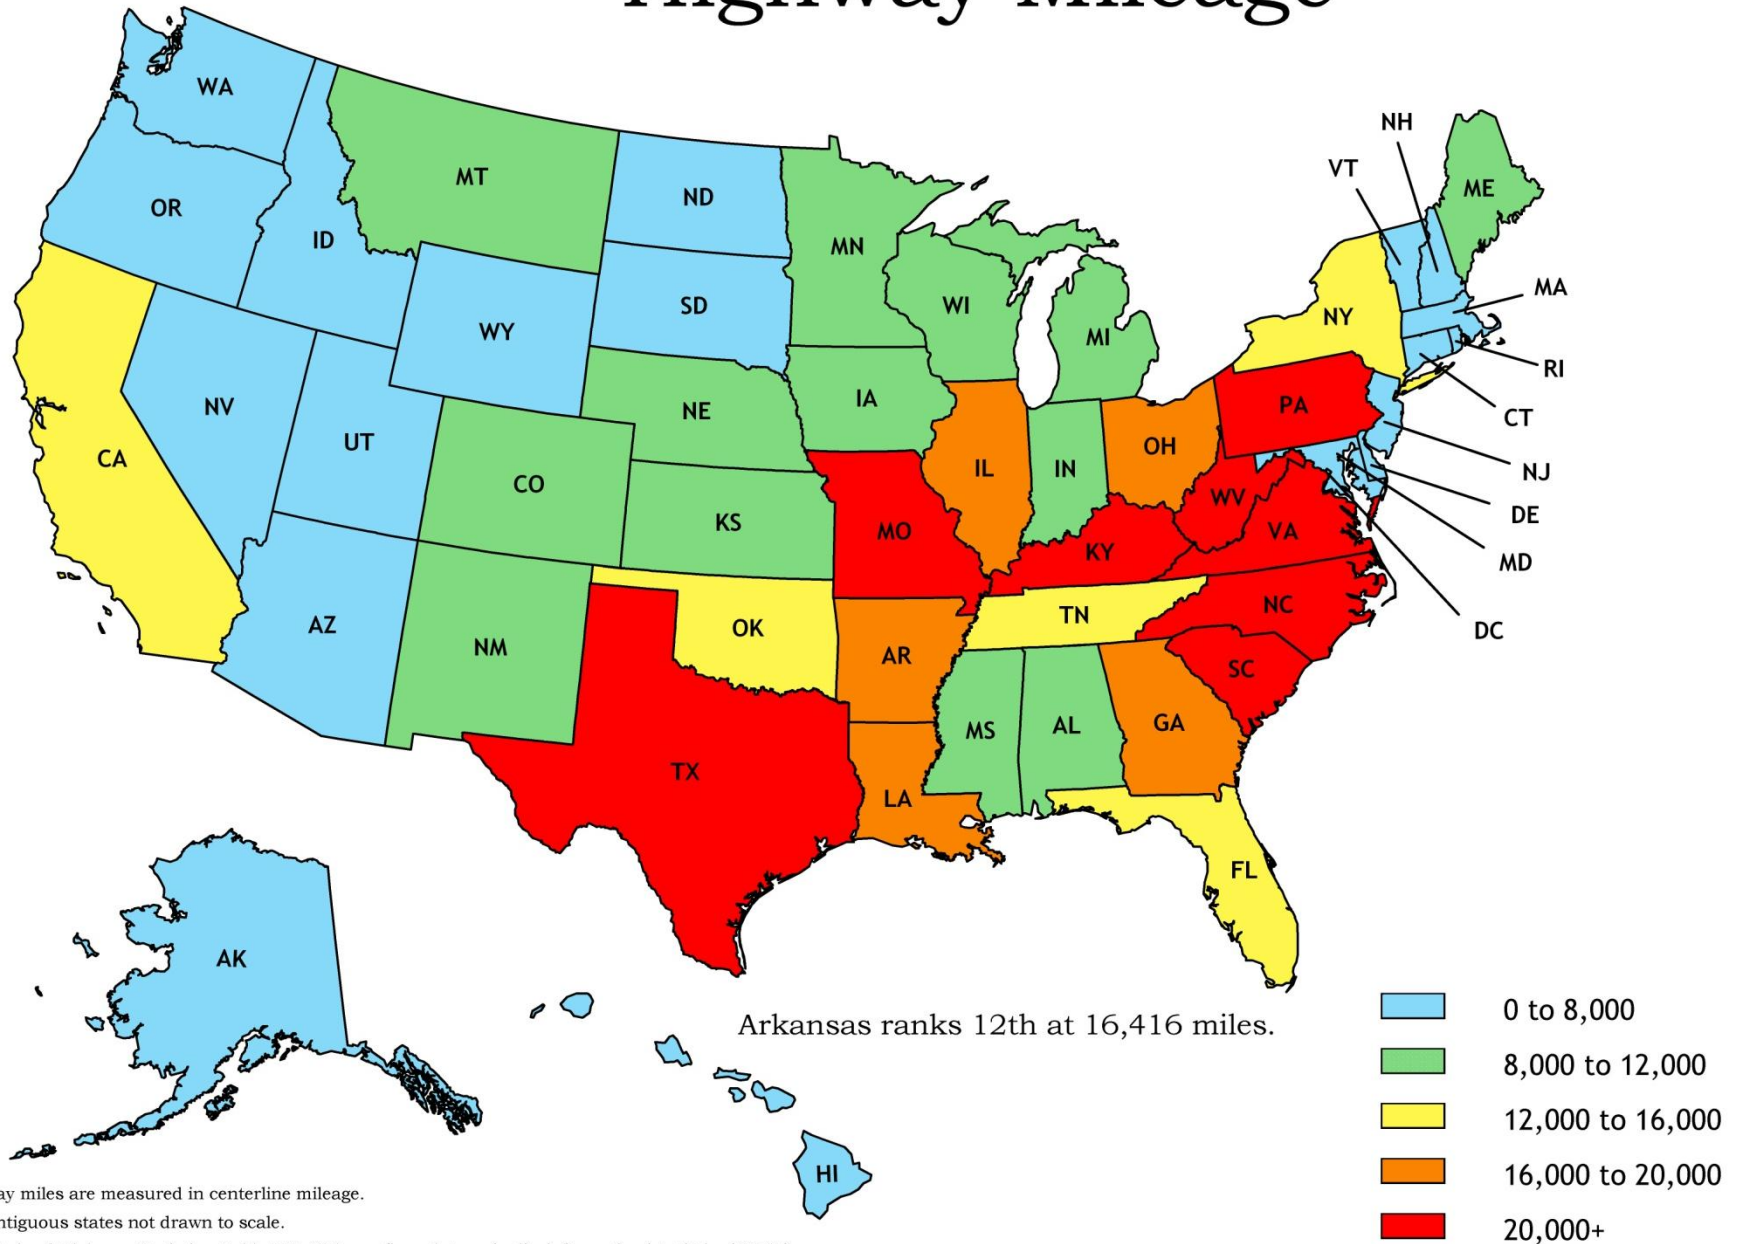 Highway Mileage
WA
MT
ND
OR
ID
MN
NH
VT
ME
SD
WY
WI
MI
NY
MA
RI
CT
NV
UT
NE
IA
PA
NJ
CA
CO
KS
IL
IN
OH
DE
WV
MD
MO
KY
VA
DC
AZ
NM
OK
TN
NC
AR
SC
MS
AL
GA
TX
LA
FL
AK
HI
Arkansas ranks 12th at 16,416 miles.
0 to 8,000
8,000 to 12,000
12,000 to 16,000
16,000 to 20,000
20,000+
ay miles are measured in centerline mileage.
ntiguous states not drawn to scale.